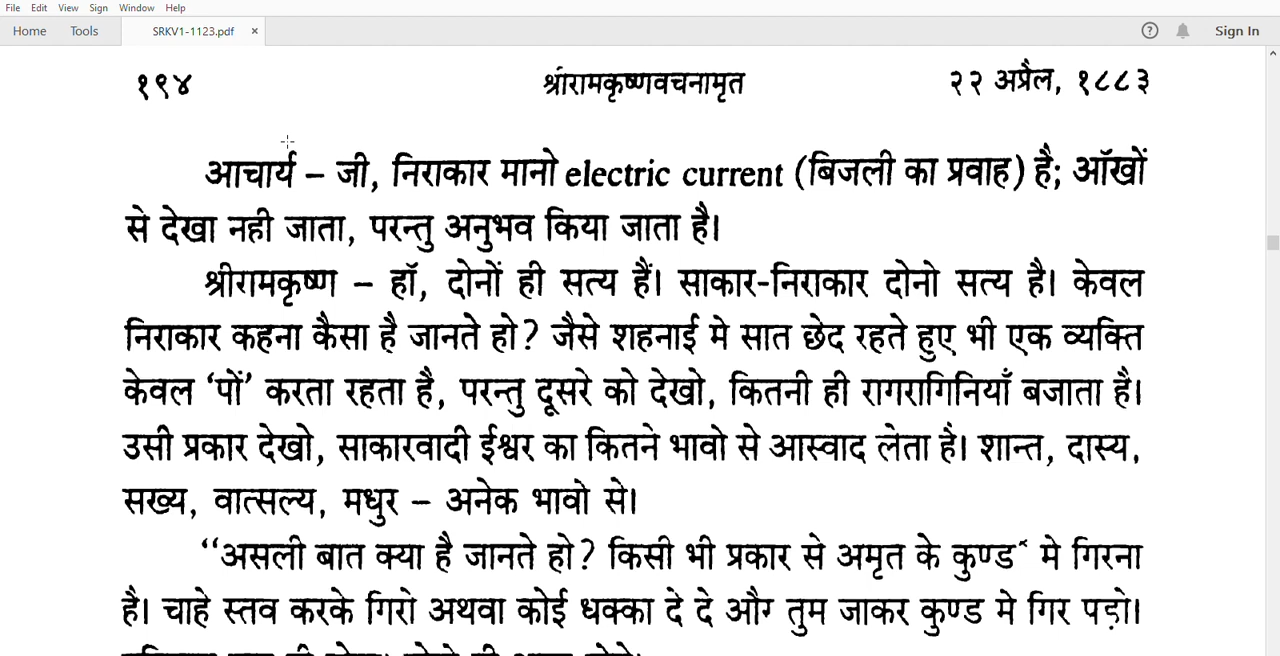 File Edit View Sign Window Help
Home Tools SRKV1-1123.pdf × ? Sign In
१९४ श्रीरामकृष्णवचनामृत २२ अप्रैल, १८८३
आचार्य – जी, निराकार मानो electric current (बिजली का प्रवाह) है; ऑखों
से देखा नही जाता, परन्तु अनुभव किया जाता है।
श्रीरामकृष्ण – हॉ, दोनों ही सत्य हैं। साकार-निराकार दोनो सत्य है। केवल
निराकार कहना कैसा है जानते हो? जैसे शहनाई मे सात छेद रहते हुए भी एक व्यक्ति
केवल ‘पों’ करता रहता है, परन्तु दूसरे को देखो, कितनी ही रागरागिनियाँ बजाता है।
उसी प्रकार देखो, साकारवादी ईश्वर का कितने भावो से आस्वाद लेता है। शान्त, दास्य,
सख्य, वात्सल्य, मधुर – अनेक भावो से।
“असली बात क्या है जानते हो? किसी भी प्रकार से अमृत के कुण्ड मे गिरना
है। चाहे स्तव करके गिरो अथवा कोई धक्का दे दे और तुम जाकर कुण्ड मे गिर पड़ो।